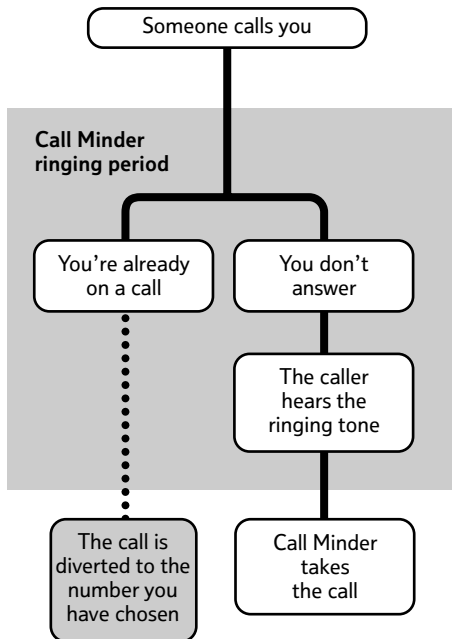 Someone calls you
Call Minder
ringing period
You’re already
on a call
You don’t
answer
The caller
hears the
ringing tone
The call is
diverted to the
number you
have chosen
Call Minder
takes
the call